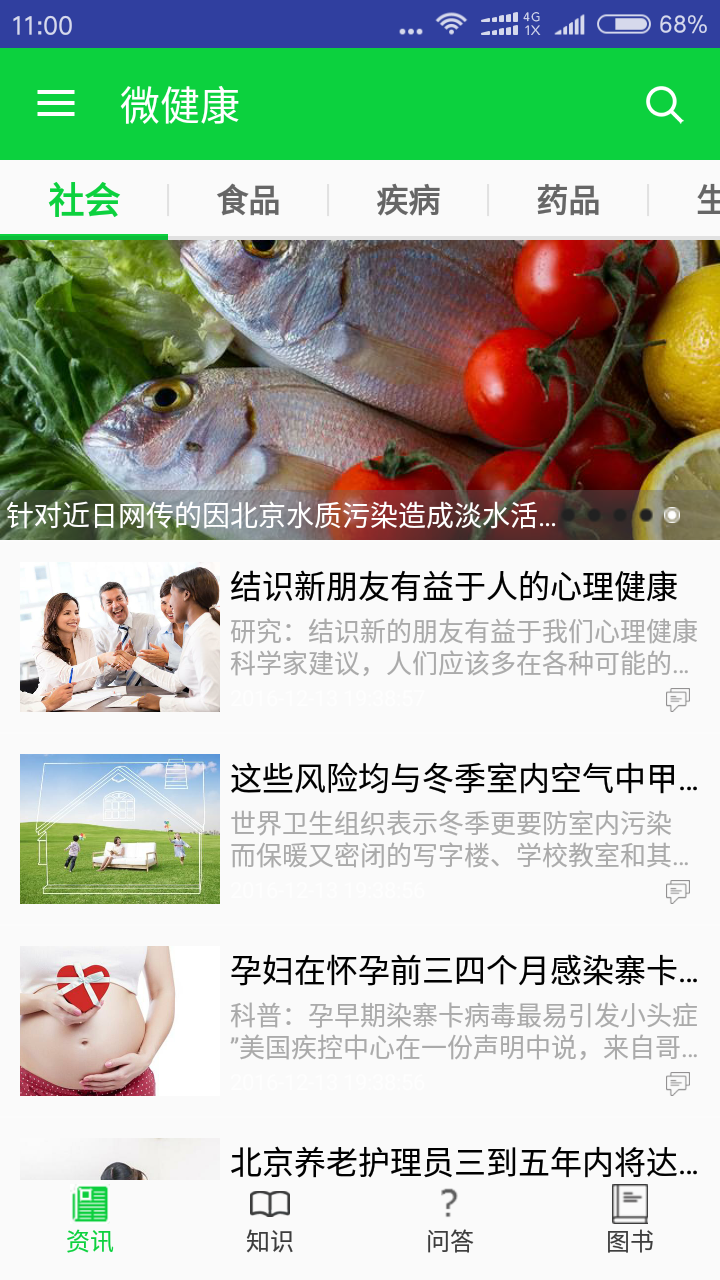 11:00
4G
1X
68%
微健康
社会
食品
疾病
药品
生
针对近日网传的因北京水质污染造成淡水活...
结识新朋友有益于人的心理健康
研究：结识新的朋友有益于我们心理健康
科学家建议，人们应该多在各种可能的...
2016-12-13 19:38:57
这些风险均与冬季室内空气中甲...
世界卫生组织表示冬季更要防室内污染
而保暖又密闭的写字楼、学校教室和其...
2016-12-13 19:38:56
孕妇在怀孕前三四个月感染寨卡...
科普：孕早期染寨卡病毒最易引发小头症
”美国疾控中心在一份声明中说，来自哥...
2016-12-13 19:38:56
北京养老护理员三到五年内将达...
资讯
知识
问答
图书